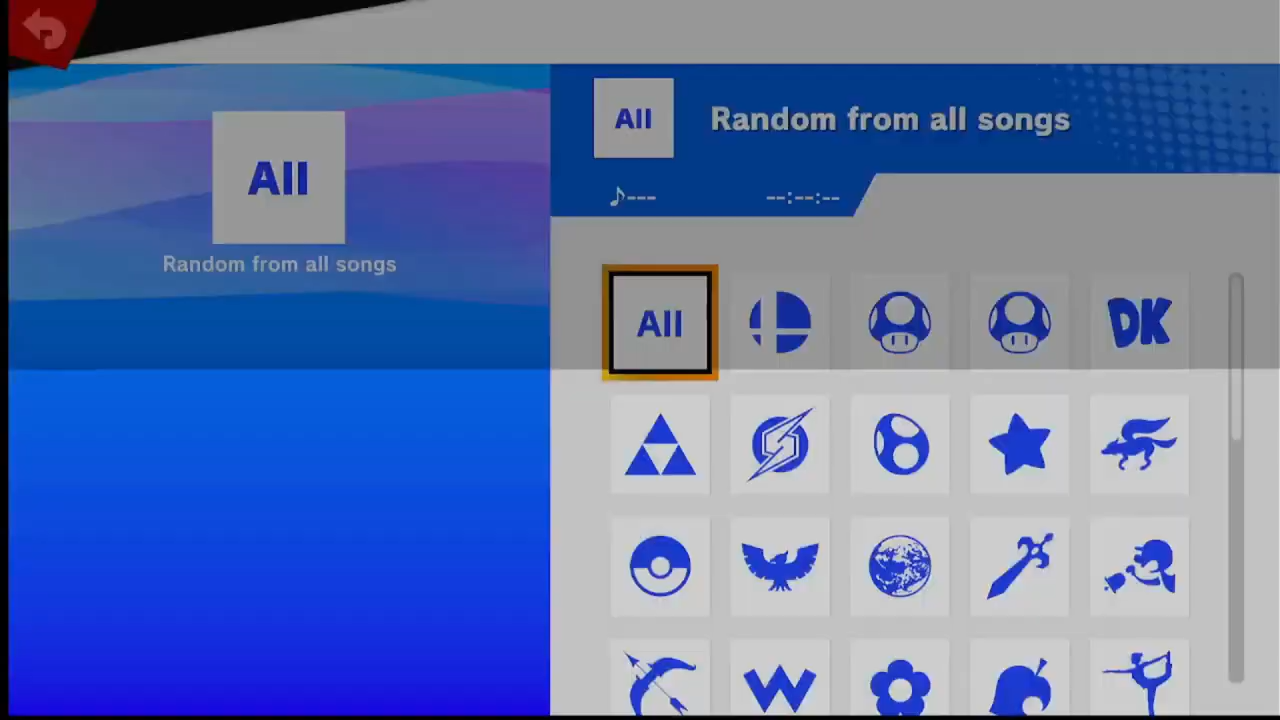 All
Random from all songs
All
Random from all songs
♪---
--:--:--
All
DK